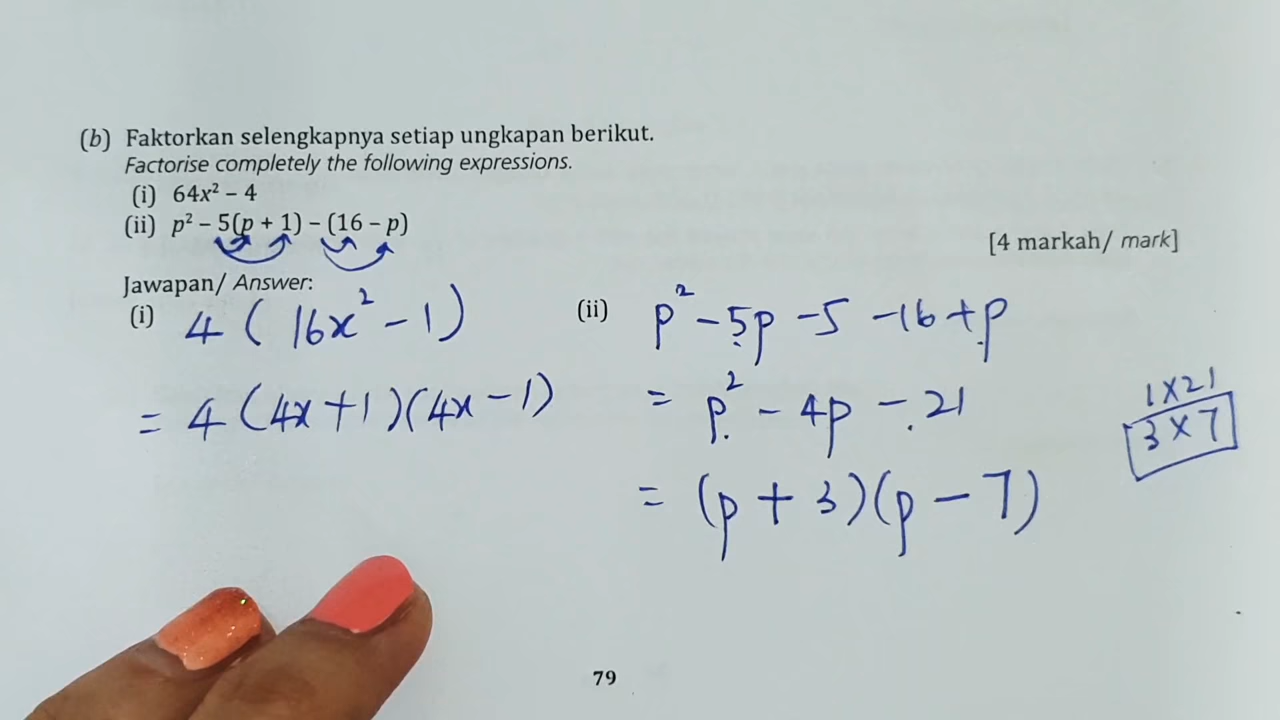 (b) Faktorkan selengkapnya setiap ungkapan berikut.
Factorise completely the following expressions.
(i) 64x² – 4
(ii) p² – 5(p + 1) – (16 – p)
[4 markah/ mark]
Jawapan/ Answer:
(i) 4 ( 16x² – 1 )
= 4 (4x + 1)(4x – 1)
(ii) p² – 5p – 5 – 16 + p
= p² – 4p – 21
= (p + 3)(p – 7)
1 x 21
3 x 7
79